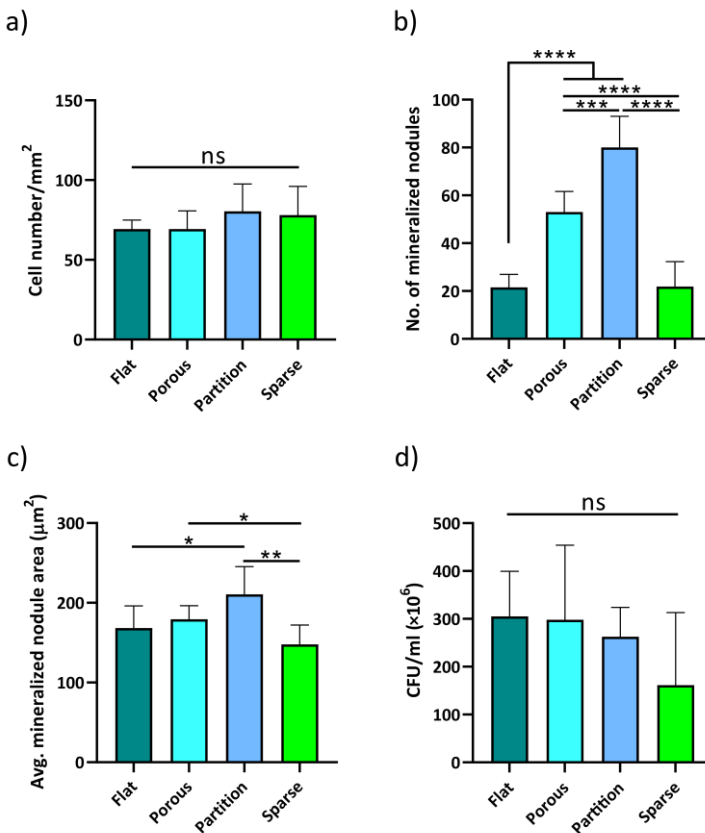 a)
Cell number/mm²
150
100
50
0
ns
Flat
Porous
Partition
Sparse
b)
No. of mineralized nodules
100
80
60
40
20
0
****
****
*** ****
Flat
Porous
Partition
Sparse
c)
Avg. mineralized nodule area (μm²)
300
200
100
0
*
*
**
Flat
Porous
Partition
Sparse
d)
CFU/ml (×10⁶)
500
400
300
200
100
0
ns
Flat
Porous
Partition
Sparse